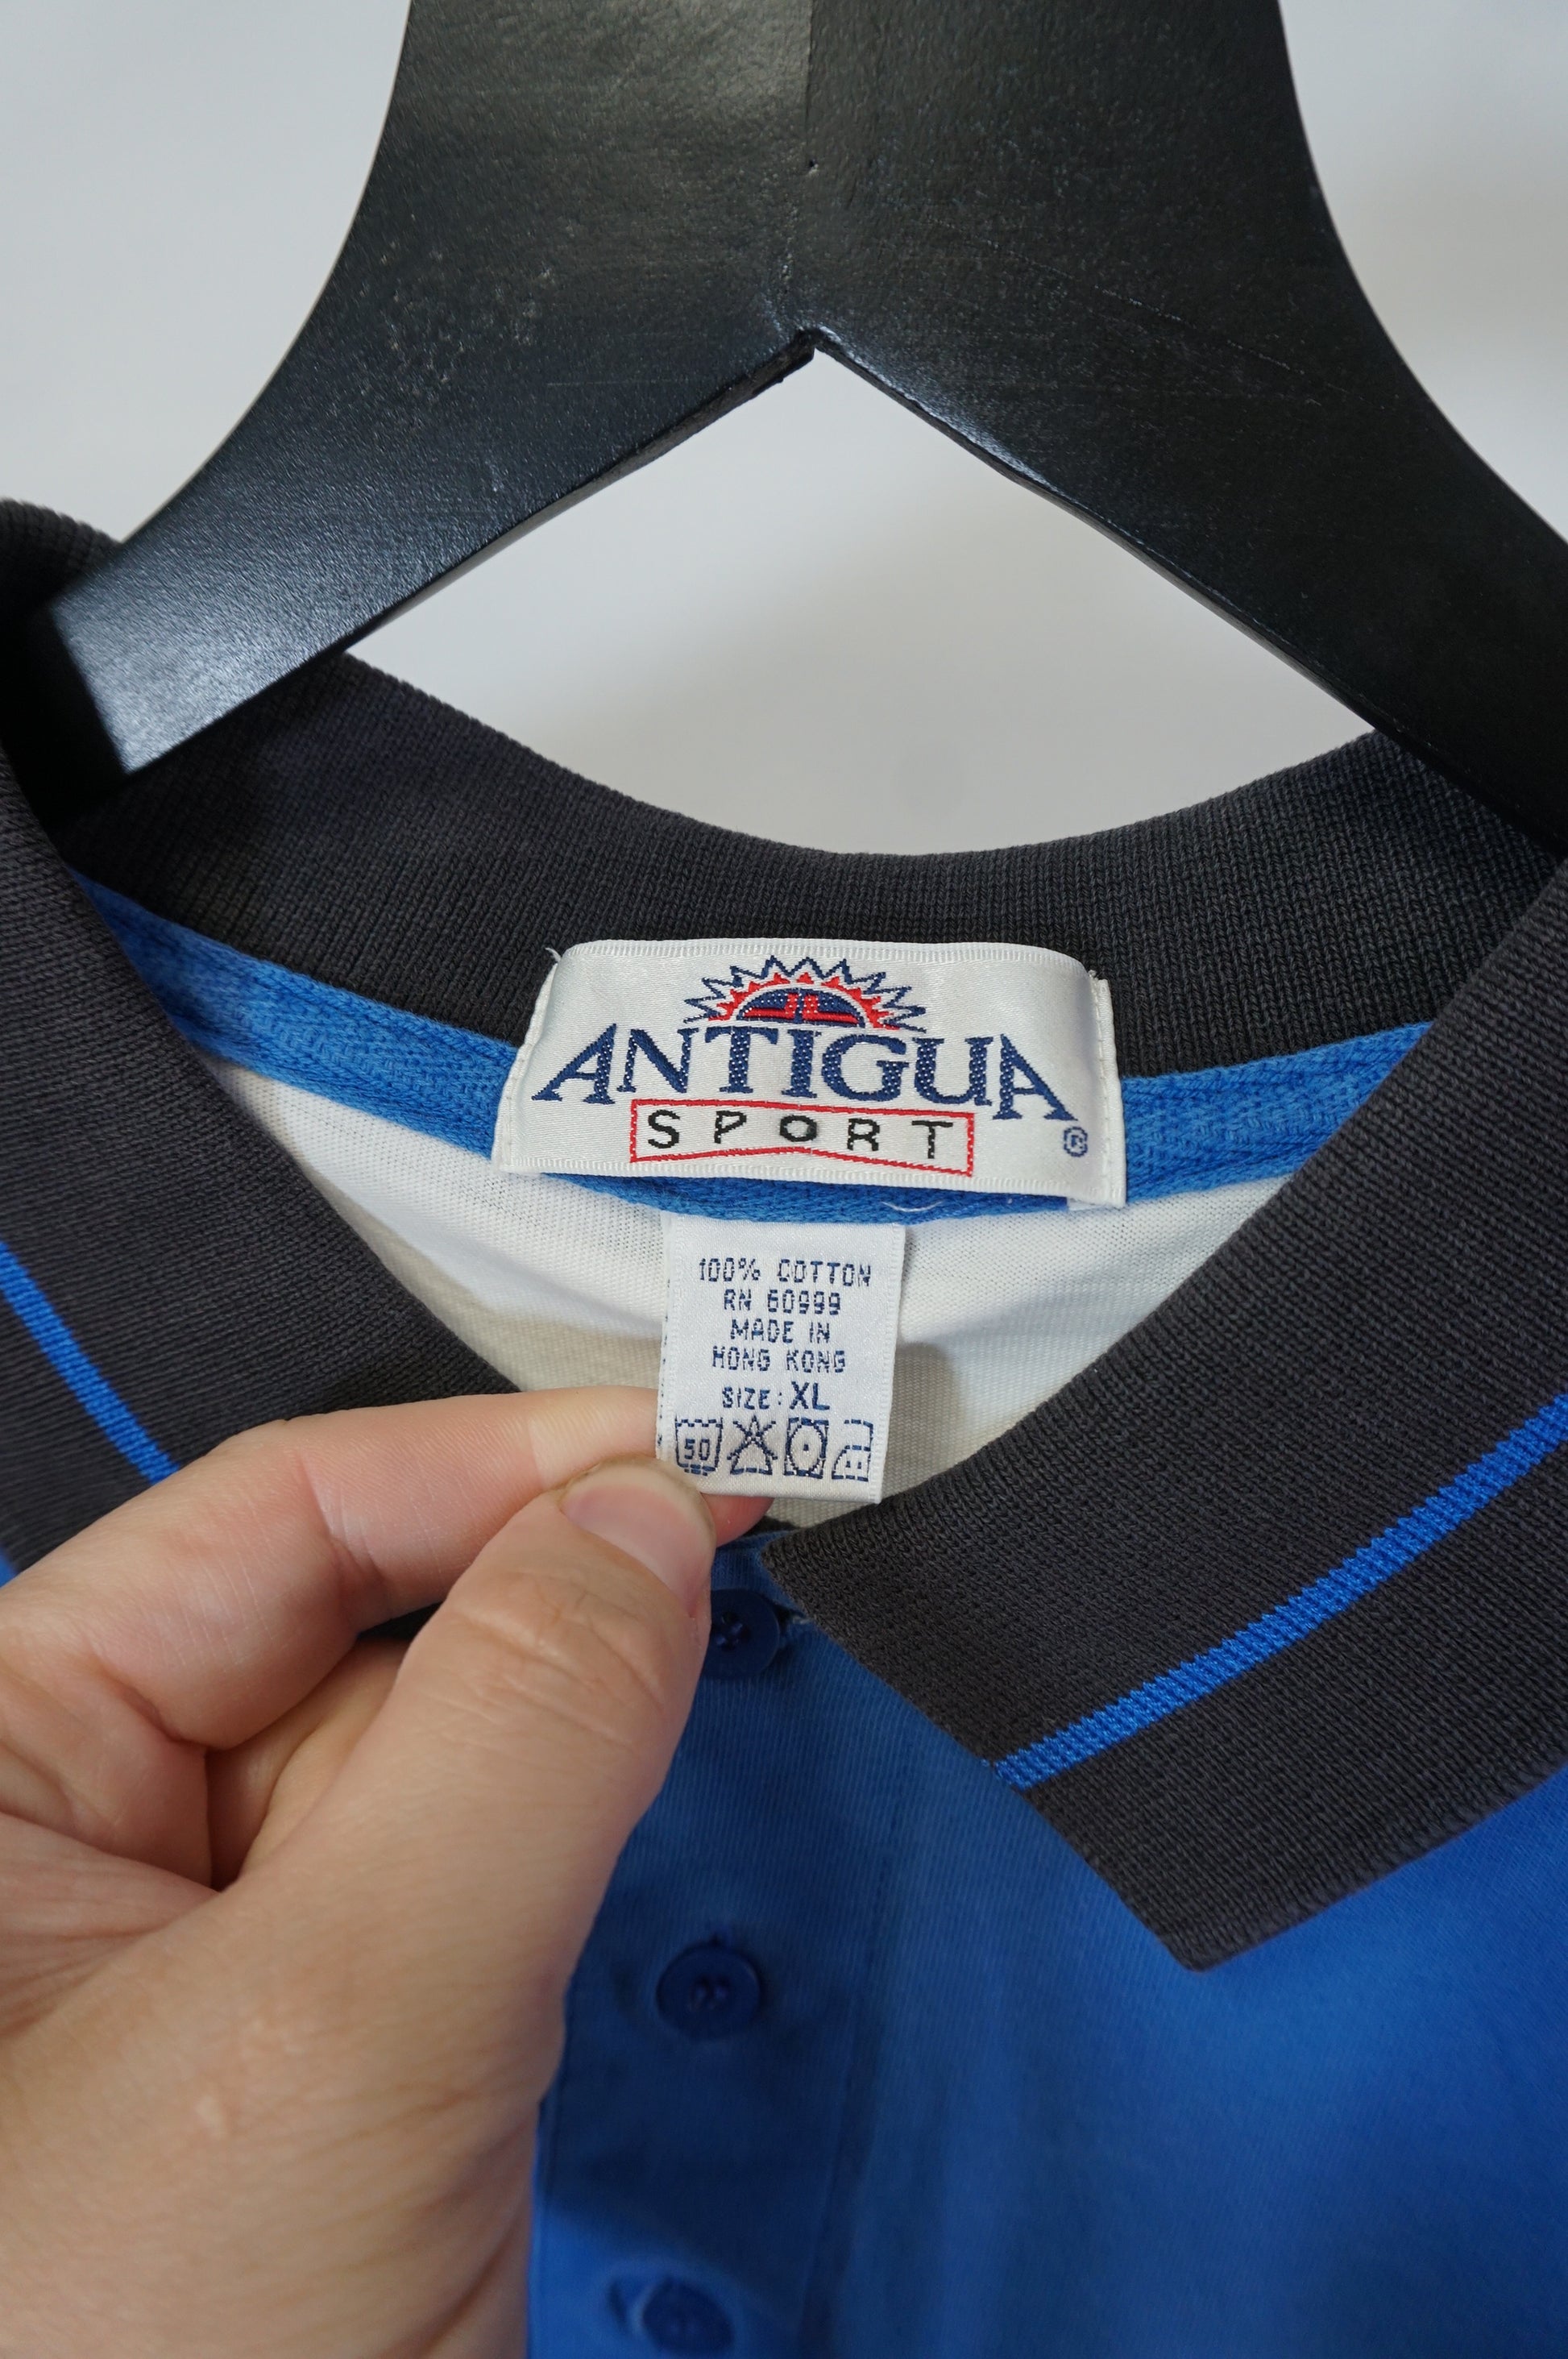 ANTIGUA
SPORT
®
100% COTTON
RN 60999
MADE IN
HONG KONG
SIZE: XL
50